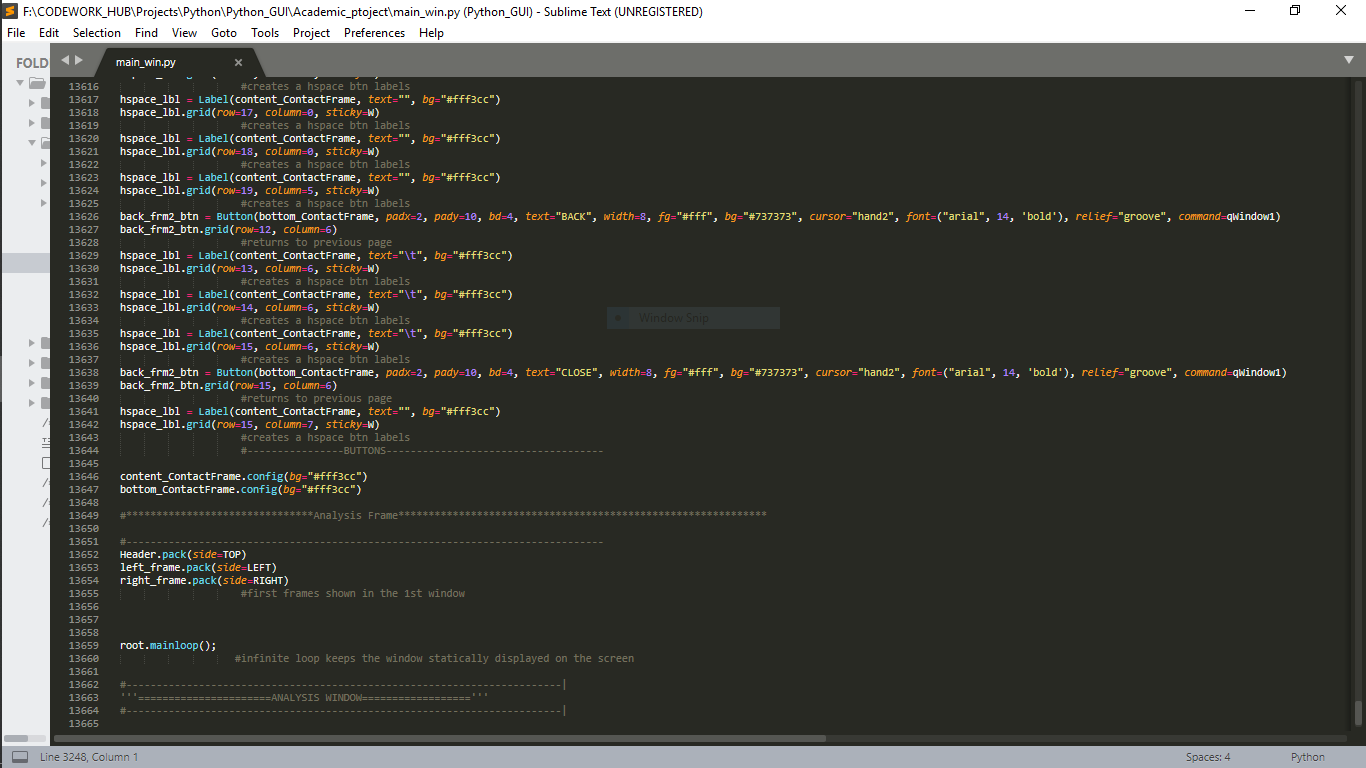 F:\CODEWORK_HUB\Projects\Python\Python_GUI\Academic_ptoject\main_win.py (Python_GUI) - Sublime Text (UNREGISTERED)
File Edit Selection Find View Goto Tools Project Preferences Help
FOLD
main_win.py
13616 #creates a hspace btn labels
13617 hspace_lbl = Label(content_ContactFrame, text="", bg="#fff3cc")
13618 hspace_lbl.grid(row=17, column=0, sticky=W)
13619 #creates a hspace btn labels
13620 hspace_lbl = Label(content_ContactFrame, text="", bg="#fff3cc")
13621 hspace_lbl.grid(row=18, column=0, sticky=W)
13622 #creates a hspace btn labels
13623 hspace_lbl = Label(content_ContactFrame, text="", bg="#fff3cc")
13624 hspace_lbl.grid(row=19, column=5, sticky=W)
13625 #creates a hspace btn labels
13626 back_frm2_btn = Button(bottom_ContactFrame, padx=2, pady=10, bd=4, text="BACK", width=8, fg="#fff", bg="#737373", cursor="hand2", font=("arial", 14, 'bold'), relief="groove", command=qWindow1)
13627 back_frm2_btn.grid(row=12, column=6)
13628 #returns to previous page
13629 hspace_lbl = Label(content_ContactFrame, text="\t", bg="#fff3cc")
13630 hspace_lbl.grid(row=13, column=6, sticky=W)
13631 #creates a hspace btn labels
13632 hspace_lbl = Label(content_ContactFrame, text="\t", bg="#fff3cc")
13633 hspace_lbl.grid(row=14, column=6, sticky=W)
13634 #creates a hspace btn labels
Window Snip
13635 hspace_lbl = Label(content_ContactFrame, text="\t", bg="#fff3cc")
13636 hspace_lbl.grid(row=15, column=6, sticky=W)
13637 #creates a hspace btn labels
13638 back_frm2_btn = Button(bottom_ContactFrame, padx=2, pady=10, bd=4, text="CLOSE", width=8, fg="#fff", bg="#737373", cursor="hand2", font=("arial", 14, 'bold'), relief="groove", command=qWindow1)
13639 back_frm2_btn.grid(row=15, column=6)
13640 #returns to previous page
13641 hspace_lbl = Label(content_ContactFrame, text="", bg="#fff3cc")
13642 hspace_lbl.grid(row=15, column=7, sticky=W)
13643 #creates a hspace btn labels
13644 #----------------BUTTONS------------------------------------
13645
13646 content_ContactFrame.config(bg="#fff3cc")
13647 bottom_ContactFrame.config(bg="#fff3cc")
13648
13649 #*******************************Analysis Frame*************************************************************
13650
13651 #-------------------------------------------------------------------------------
13652 Header.pack(side=TOP)
13653 left_frame.pack(side=LEFT)
13654 right_frame.pack(side=RIGHT)
13655 #first frames shown in the 1st window
13656
13657
13658
13659 root.mainloop();
13660 #infinite loop keeps the window statically displayed on the screen
13661
13662 #------------------------------------------------------------------------|
13663 '''======================ANALYSIS WINDOW=================='''
13664 #------------------------------------------------------------------------|
13665
Line 3248, Column 1 Spaces: 4 Python